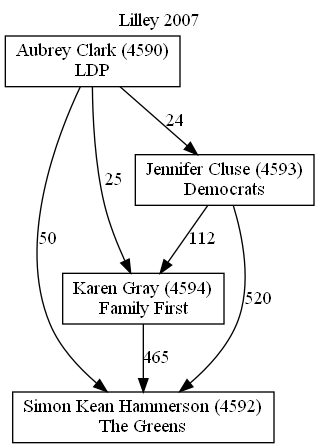 Lilley 2007
Aubrey Clark (4590)
LDP
24
Jennifer Cluse (4593)
Democrats
25
50
112
Karen Gray (4594)
Family First
520
465
Simon Kean Hammerson (4592)
The Greens